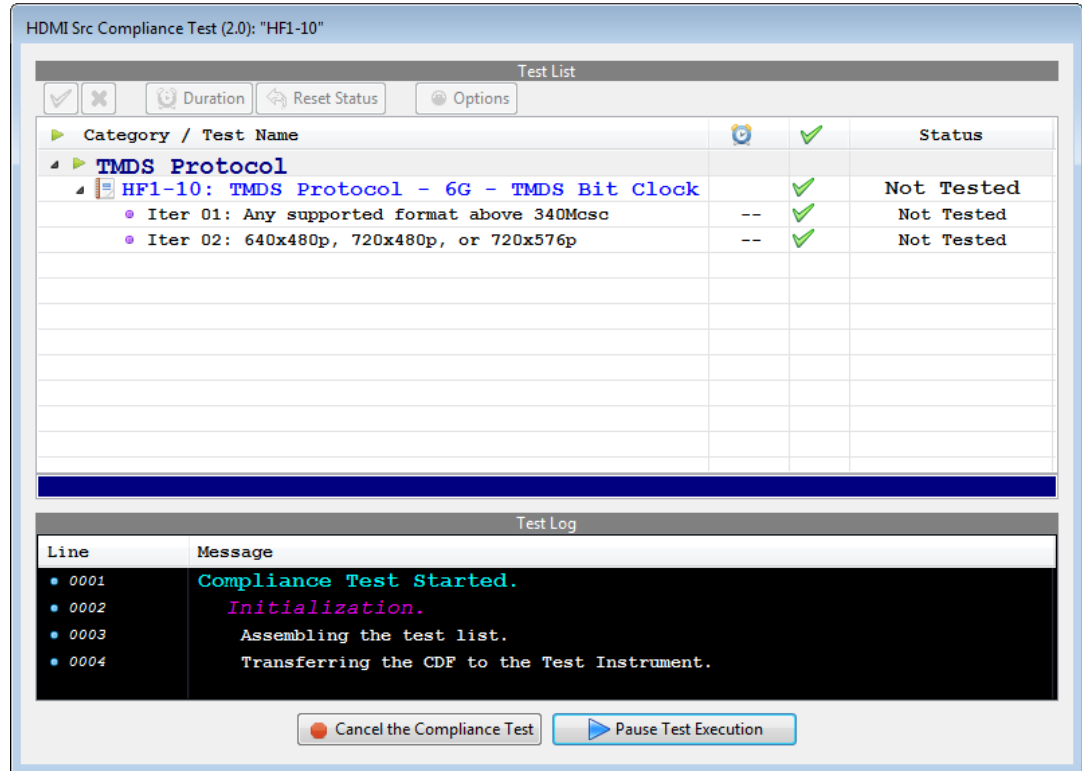 HDMI Src Compliance Test (2.0): "HF1-10"
Test List
Duration Reset Status Options
Category / Test Name Status
TMDS Protocol
HF1-10: TMDS Protocol - 6G - TMDS Bit Clock Not Tested
Iter 01: Any supported format above 340Mcsc -- Not Tested
Iter 02: 640x480p, 720x480p, or 720x576p -- Not Tested
Test Log
Line Message
0001 Compliance Test Started.
0002 Initialization.
0003 Assembling the test list.
0004 Transferring the CDF to the Test Instrument.
Cancel the Compliance Test Pause Test Execution